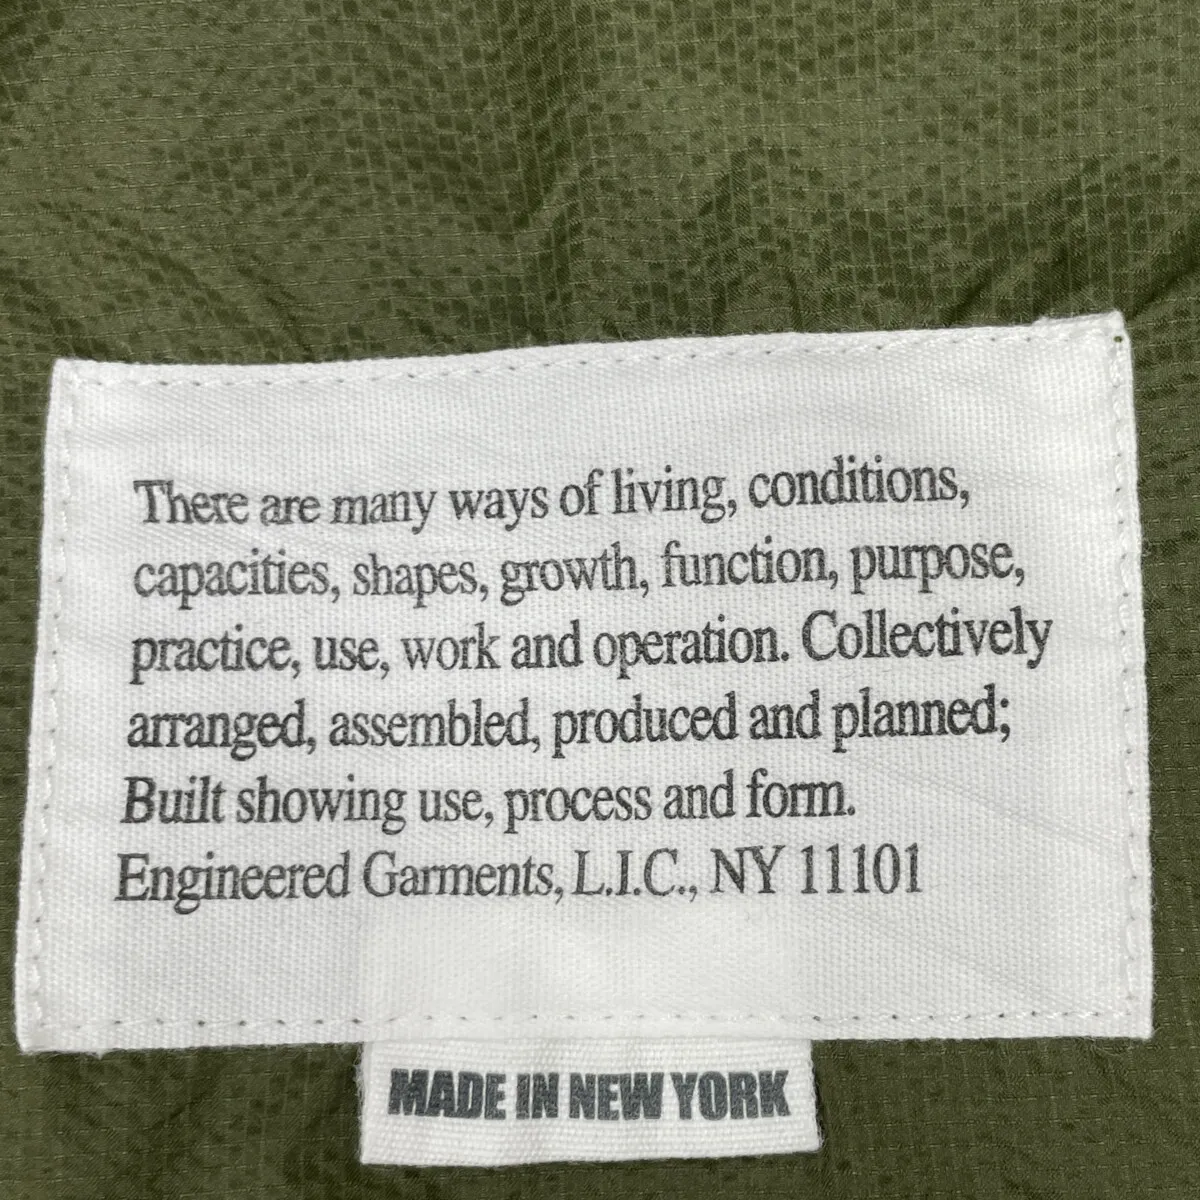 There are many ways of living, conditions,
capacities, shapes, growth, function, purpose,
practice, use, work and operation. Collectively
arranged, assembled, produced and planned;
Built showing use, process and form.
Engineered Garments, L.I.C., NY 11101
MADE IN NEW YORK